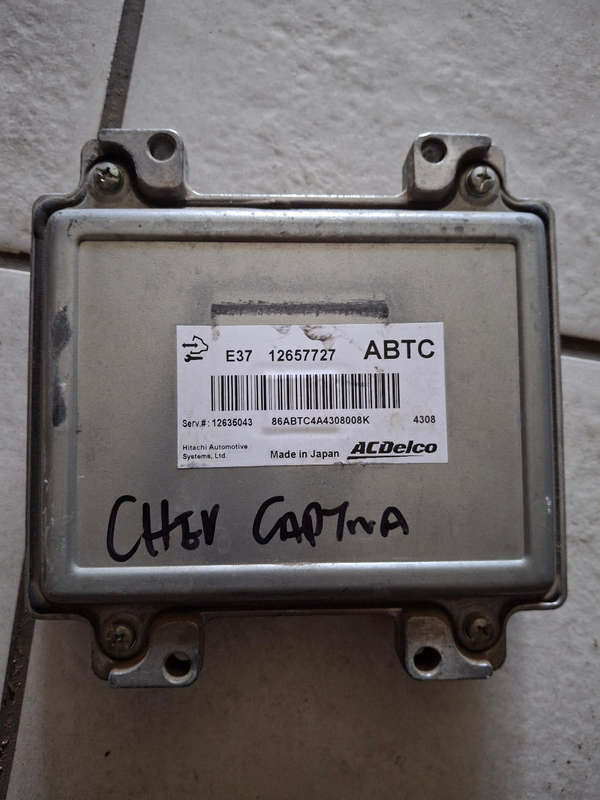 E37 12657727 ABTC
Serv.#: 12635043 86ABTC4A4308008K 4308
Hitachi Automotive
Systems, Ltd. Made in Japan ACDelco
CHEV CAPTIVA